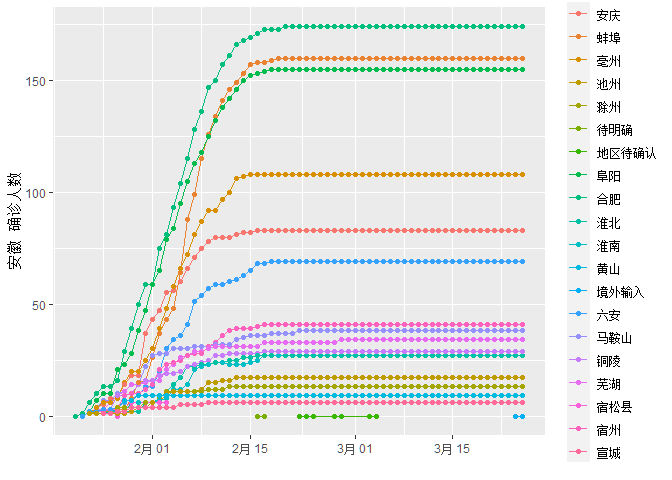 安徽 确诊人数
150
100
50
0
2月 01
2月 15
3月 01
3月 15
安庆
蚌埠
亳州
池州
滁州
待明确
地区待确认
阜阳
合肥
淮北
淮南
黄山
境外输入
六安
马鞍山
铜陵
芜湖
宿松县
宿州
宣城